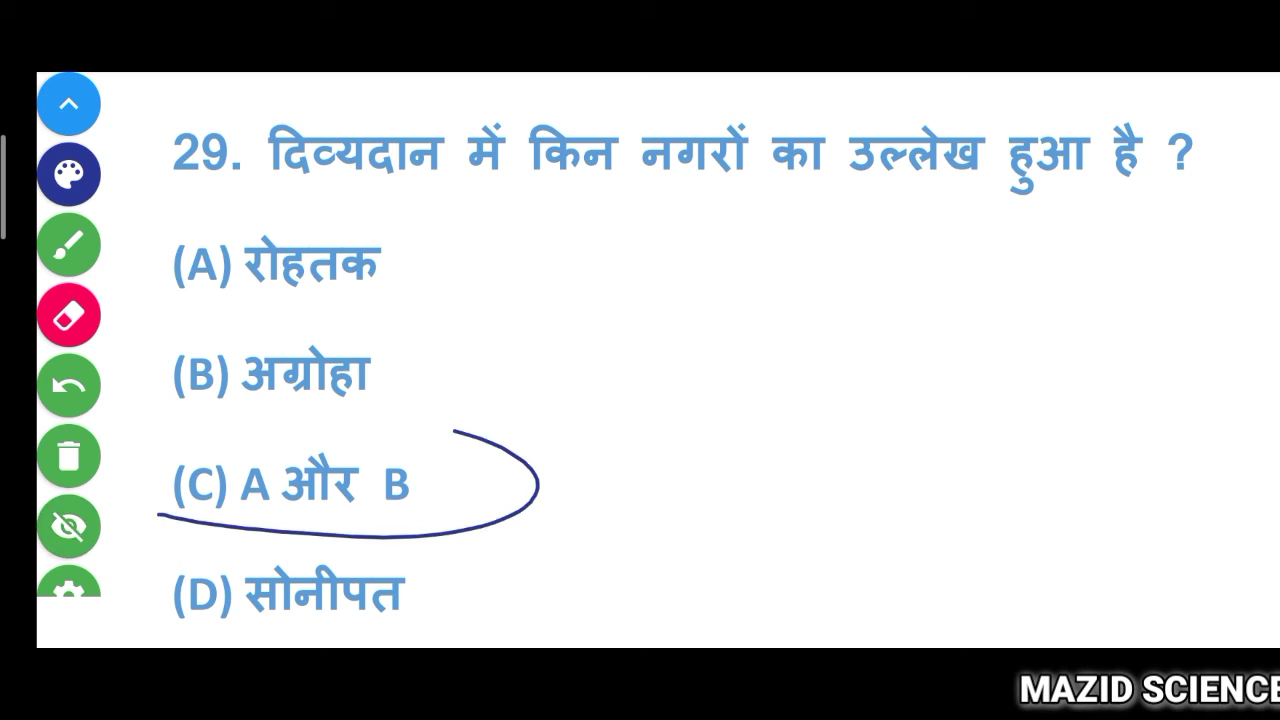 29. दिव्यदान में किन नगरों का उल्लेख हुआ है ?
(A) रोहतक
(B) अग्रोहा
(C) A और B
(D) सोनीपत
MAZID SCIENCE